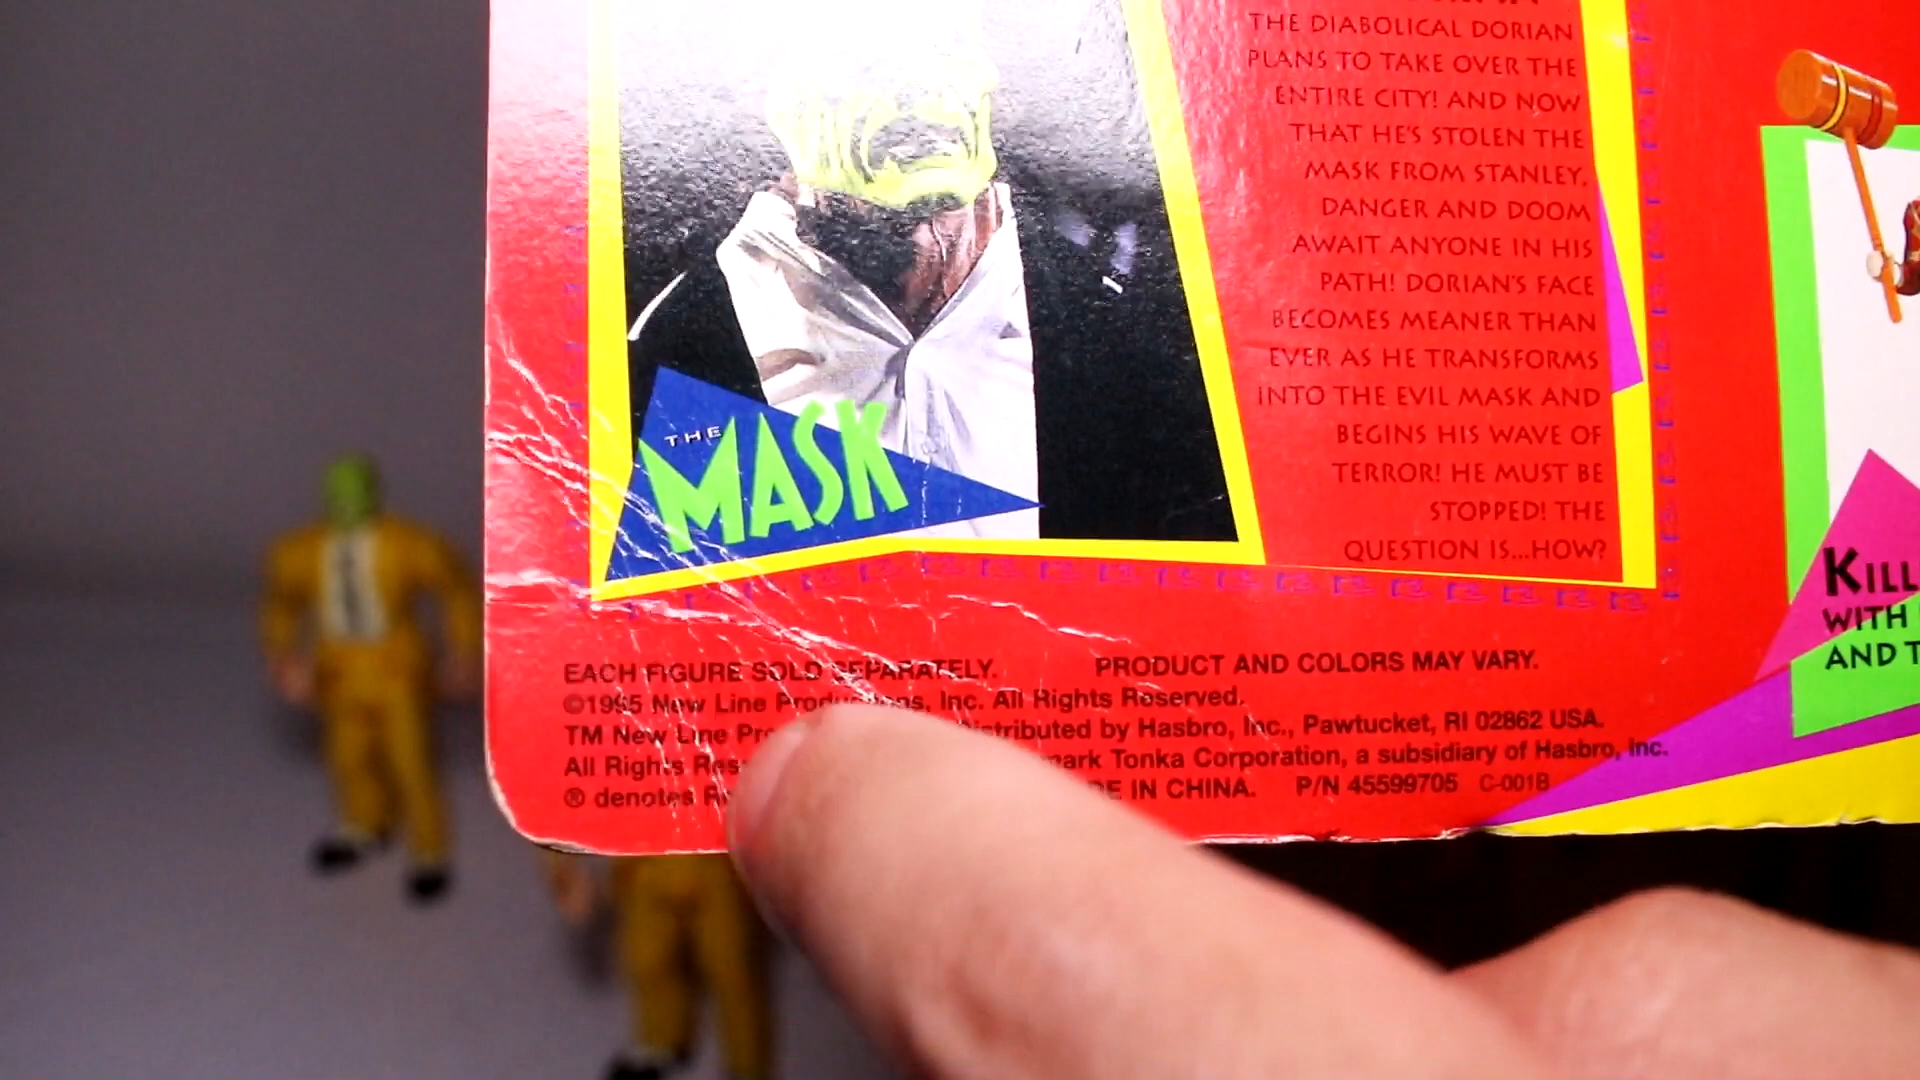 THE DIABOLICAL DORIAN
PLANS TO TAKE OVER THE
ENTIRE CITY! AND NOW
THAT HE'S STOLEN THE
MASK FROM STANLEY,
DANGER AND DOOM
AWAIT ANYONE IN HIS
PATH! DORIAN'S FACE
BECOMES MEANER THAN
EVER AS HE TRANSFORMS
INTO THE EVIL MASK AND
BEGINS HIS WAVE OF
TERROR! HE MUST BE
STOPPED! THE
QUESTION IS...HOW?
THE
MASK
KILL
WITH
AND T
EACH FIGURE SOLD SEPARATELY. PRODUCT AND COLORS MAY VARY.
©1995 New Line Productions, Inc. All Rights Reserved.
TM New Line Pro stributed by Hasbro, Inc., Pawtucket, RI 02862 USA.
All Rights Res ark Tonka Corporation, a subsidiary of Hasbro, Inc.
® denotes R E IN CHINA. P/N 45599705 C-001B